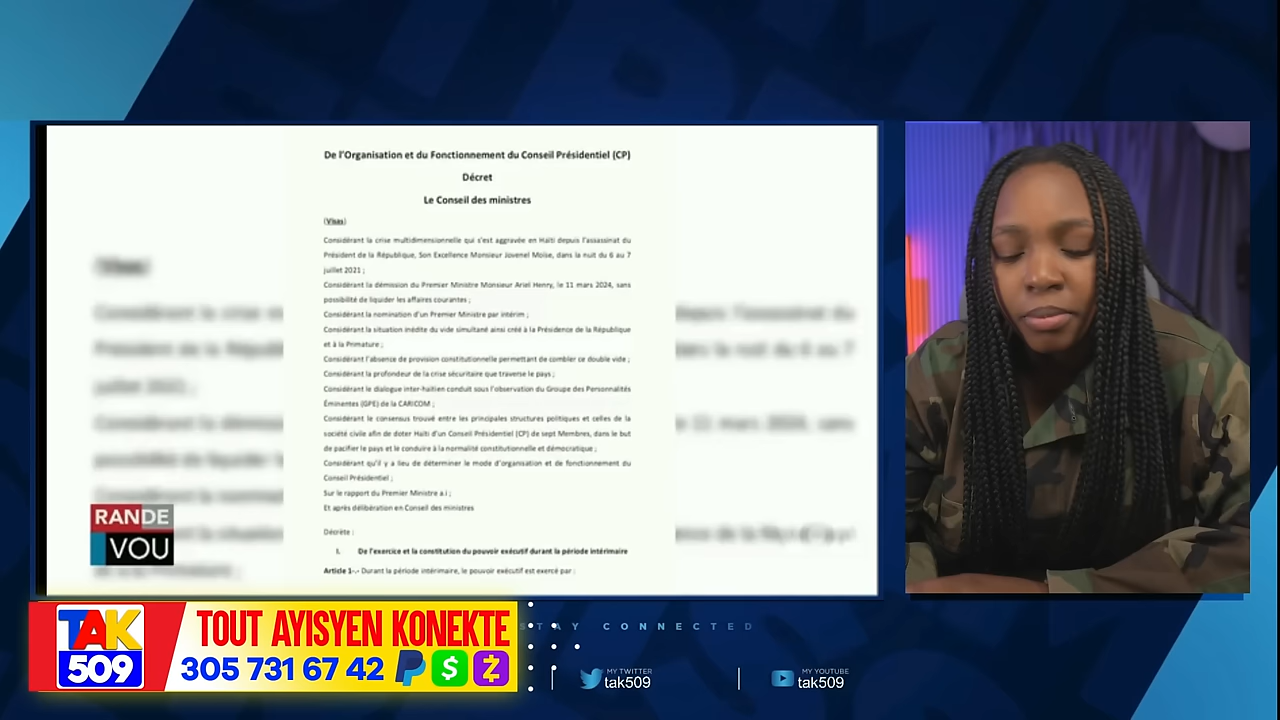 De l'Organisation et du Fonctionnement du Conseil Présidentiel (CP)
Décret
Le Conseil des ministres
(Visas)
Considérant la crise multidimensionnelle qui s'est aggravée en Haïti depuis l'assassinat du
Président de la République, Son Excellence Monsieur Jovenel Moïse, dans la nuit du 6 au 7
juillet 2021 ;
Considérant la démission du Premier Ministre Monsieur Ariel Henry, le 11 mars 2024, sans
possibilité de liquider les affaires courantes ;
Considérant la nomination d'un Premier Ministre par intérim ;
Considérant la situation inédite du vide simultané ainsi créé à la Présidence de la République
et à la Primature ;
Considérant l'absence de provision constitutionnelle permettant de combler ce double vide ;
Considérant la profondeur de la crise sécuritaire que traverse le pays ;
Considérant le dialogue inter-haïtien conduit sous l'observation du Groupe des Personnalités
Éminentes (GPE) de la CARICOM ;
Considérant le consensus trouvé entre les principales structures politiques et celles de la
société civile afin de doter Haïti d'un Conseil Présidentiel (CP) de sept Membres, dans le but
de pacifier le pays et le conduire à la normalité constitutionnelle et démocratique ;
Considérant qu'il y a lieu de déterminer le mode d'organisation et de fonctionnement du
Conseil Présidentiel ;
Sur le rapport du Premier Ministre a.i ;
Et après délibération en Conseil des ministres
Décrète :
I. De l'exercice et la constitution du pouvoir exécutif durant la période intérimaire
Article 1-.- Durant la période intérimaire, le pouvoir exécutif est exercé par :
RANDE
VOU
TAK
509
TOUT AYISYEN KONEKTE
305 731 67 42
STAY CONNECTED
MY TWITTER
tak509
MY YOUTUBE
tak509